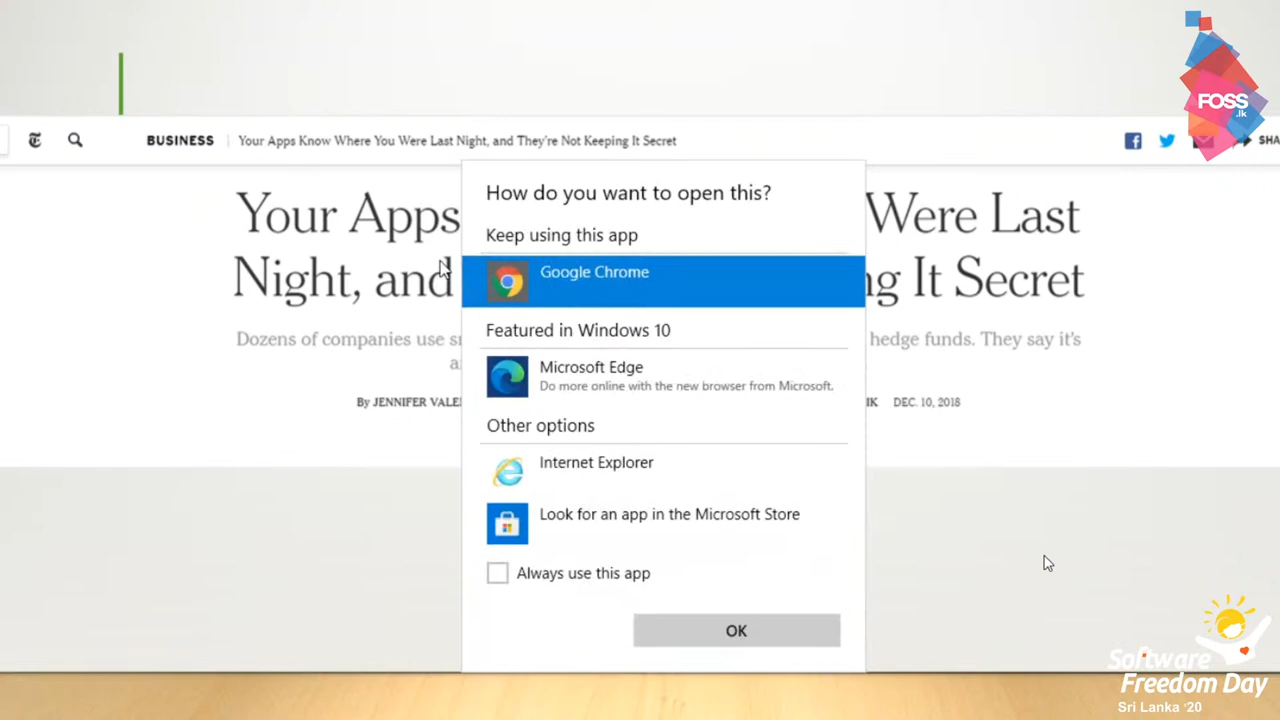 FOSS
.lk
BUSINESS Your Apps Know Where You Were Last Night, and They're Not Keeping It Secret
SHA
Your Apps Were Last
Night, and ng It Secret
Dozens of companies use sm hedge funds. They say it's
a
By JENNIFER VALE IK DEC. 10, 2018
How do you want to open this?
Keep using this app
Google Chrome
Featured in Windows 10
Microsoft Edge
Do more online with the new browser from Microsoft.
Other options
Internet Explorer
Look for an app in the Microsoft Store
Always use this app
OK
Software
Freedom Day
Sri Lanka '20